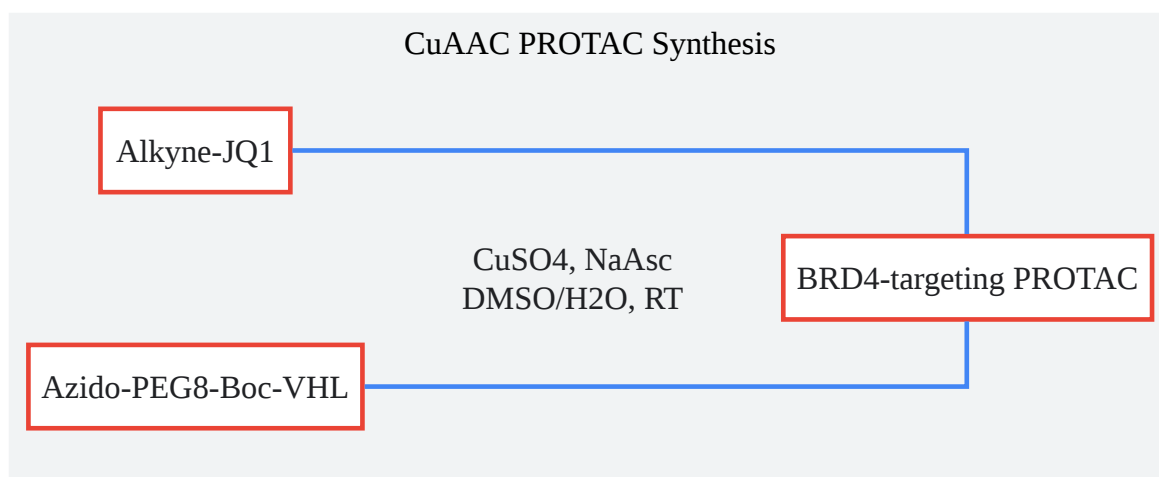 CuAAC PROTAC Synthesis
Alkyne-JQ1
CuSO4, NaAsc
DMSO/H2O, RT
BRD4-targeting PROTAC
Azido-PEG8-Boc-VHL